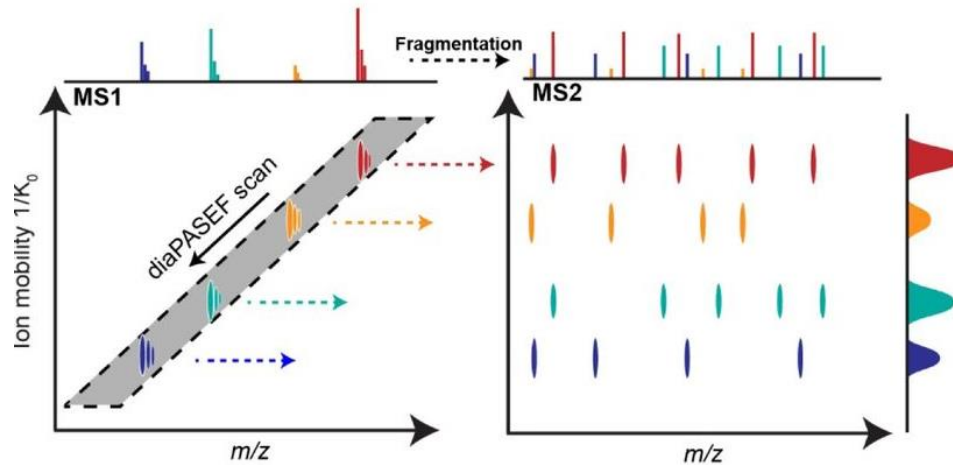 Fragmentation
MS1
MS2
Ion mobility 1/K₀
diaPASEF scan
m/z
m/z